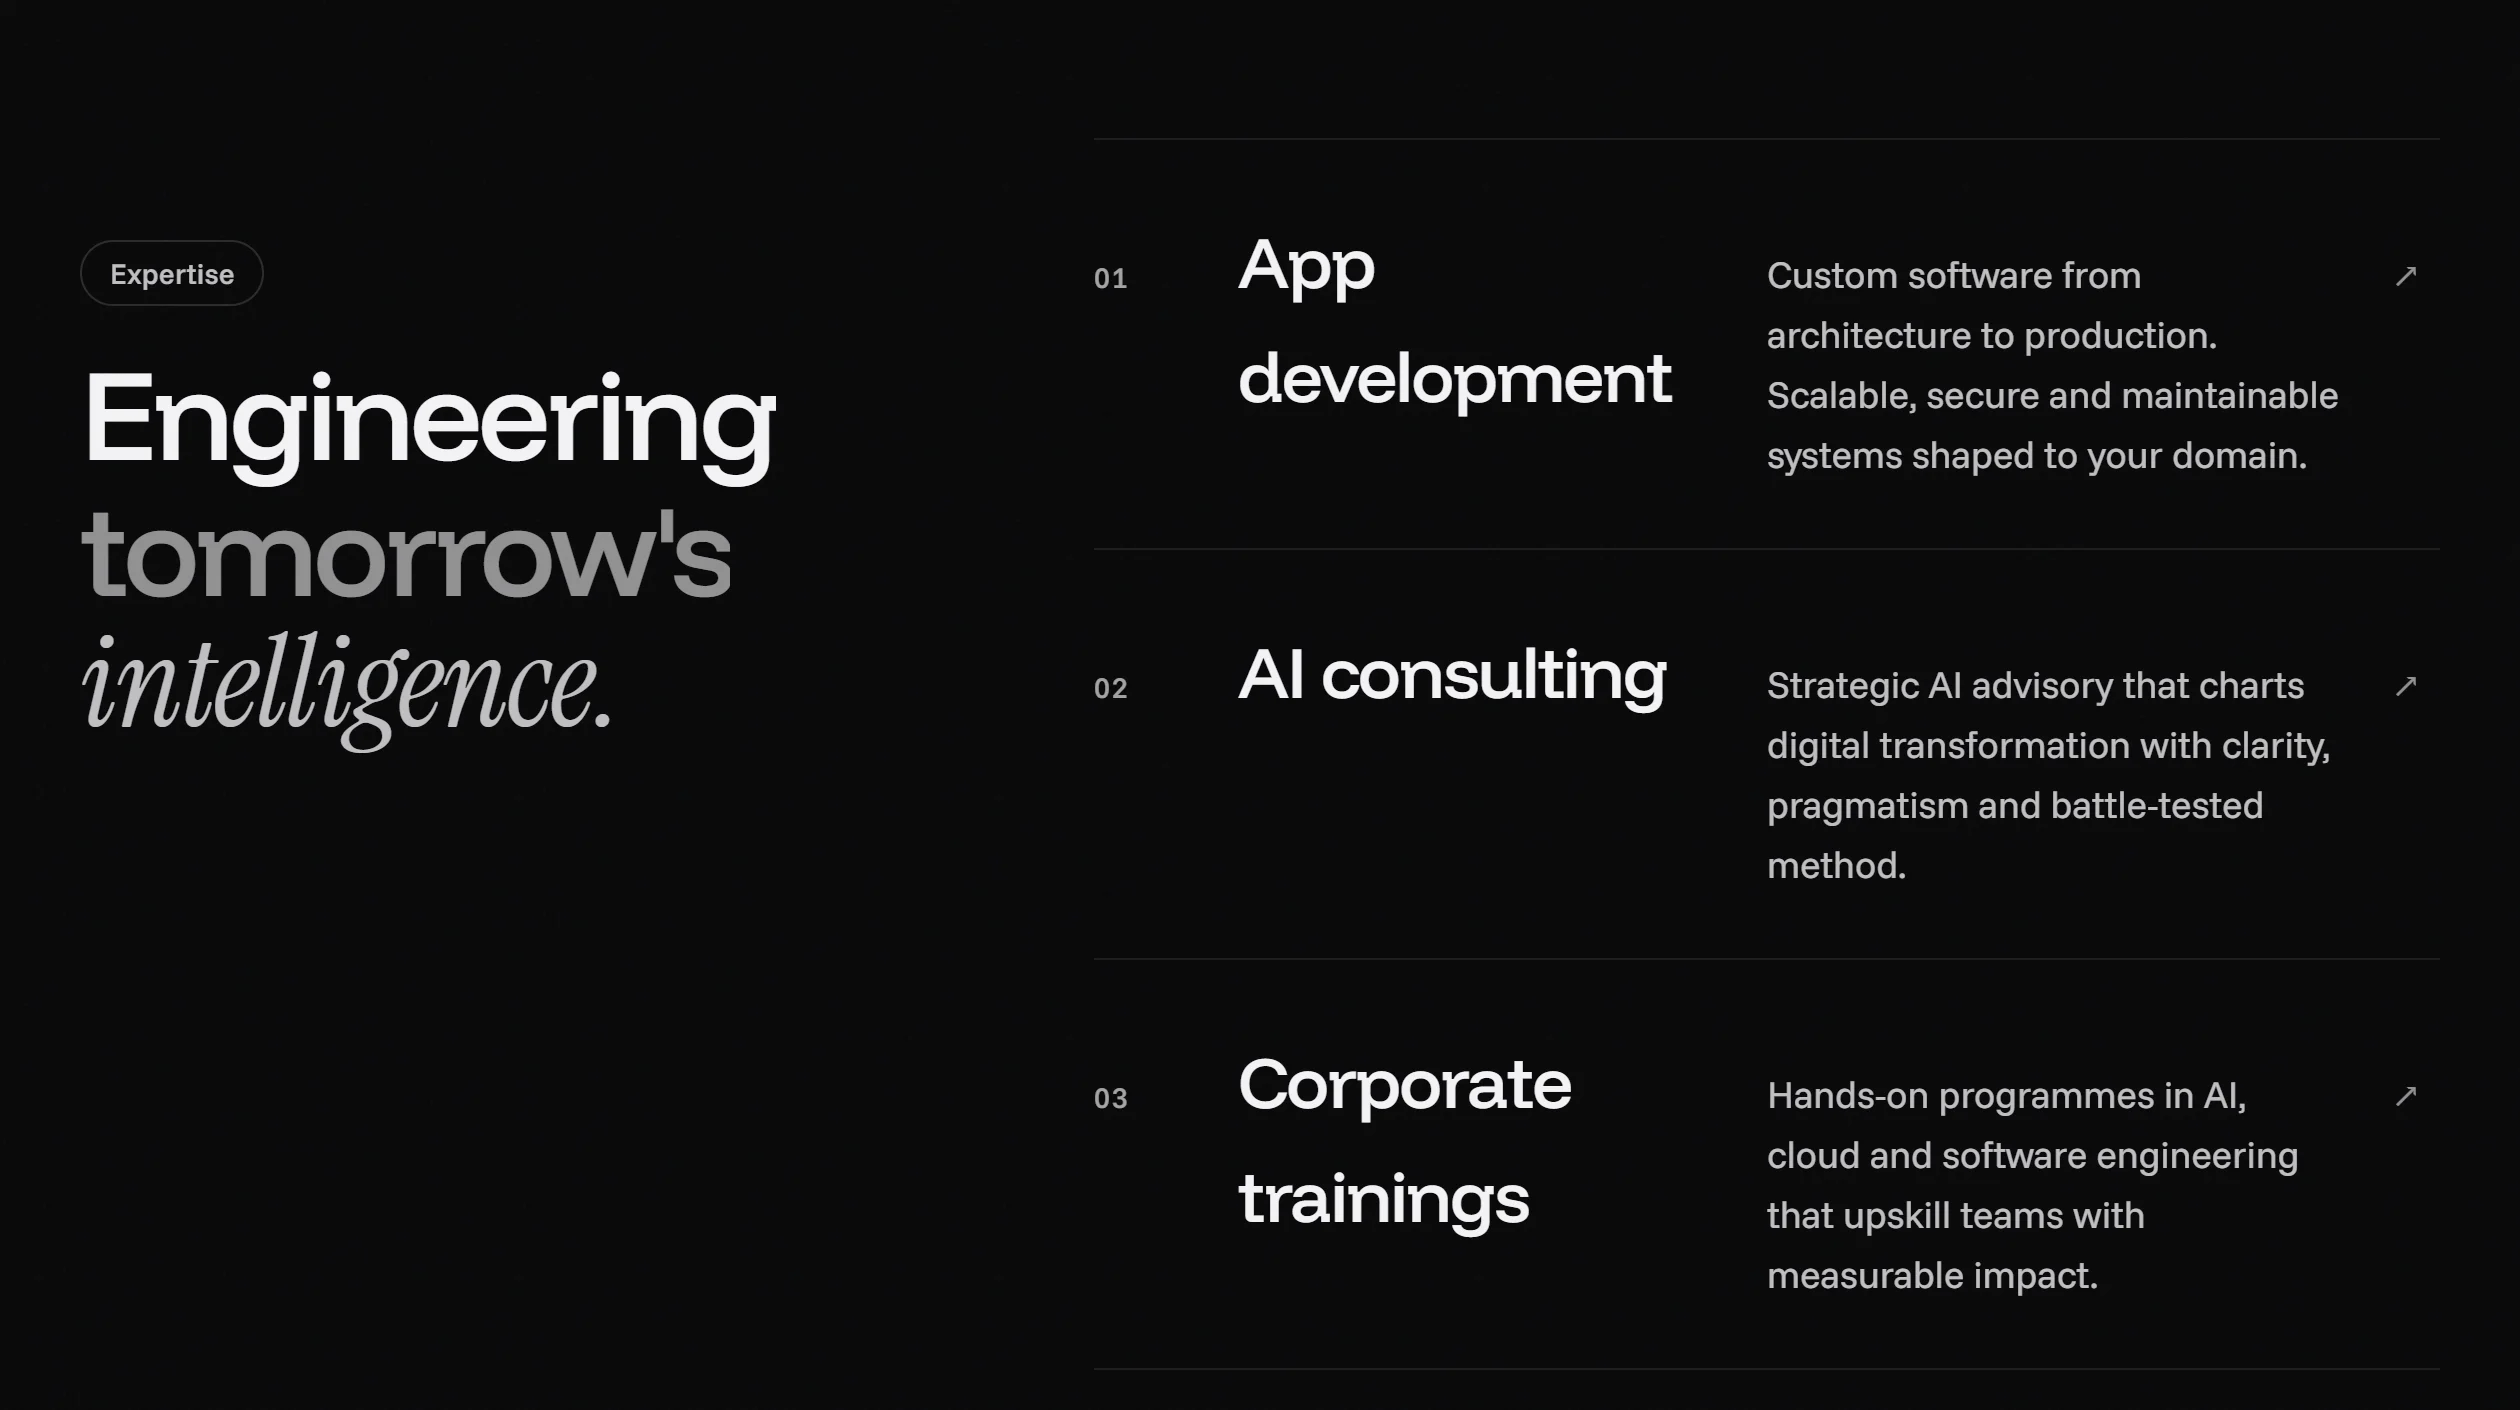 Expertise
Engineering
tomorrow's
intelligence.
01
App
development
Custom software from
architecture to production.
Scalable, secure and maintainable
systems shaped to your domain.
↗
02
AI consulting
Strategic AI advisory that charts
digital transformation with clarity,
pragmatism and battle-tested
method.
↗
03
Corporate
trainings
Hands-on programmes in AI,
cloud and software engineering
that upskill teams with
measurable impact.
↗